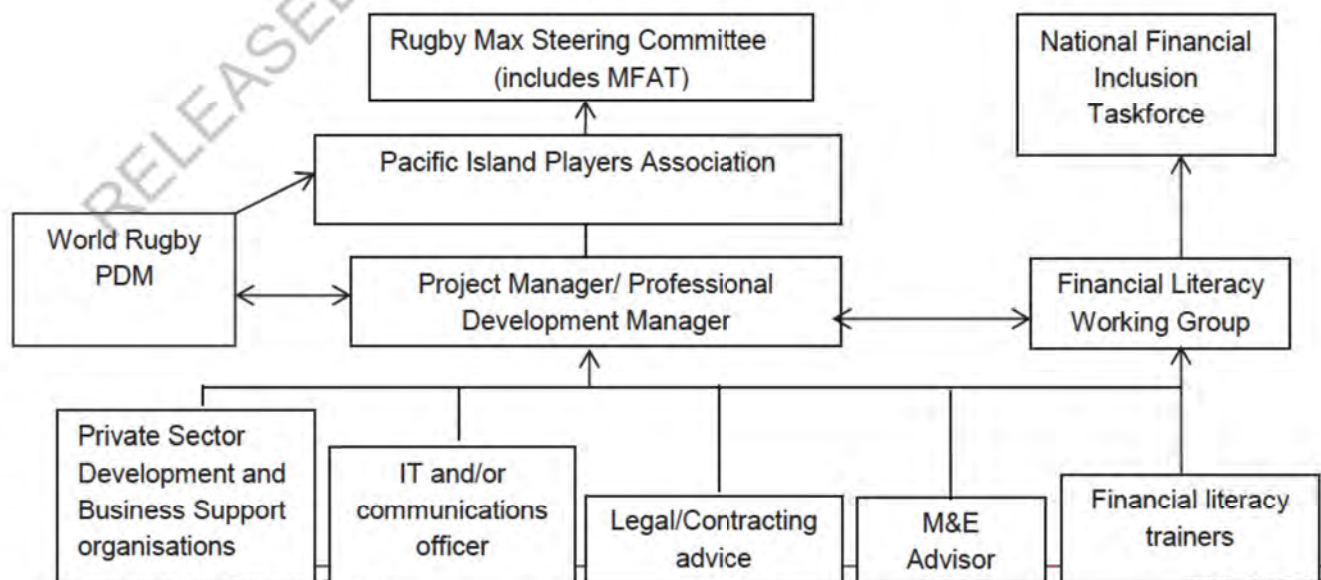 RELEASED
Rugby Max Steering Committee
(includes MFAT)
National Financial
Inclusion
Taskforce
Pacific Island Players Association
World Rugby
PDM
Project Manager/ Professional
Development Manager
Financial Literacy
Working Group
Private Sector
Development and
Business Support
organisations
IT and/or
communications
officer
Legal/Contracting
advice
M&E
Advisor
Financial literacy
trainers